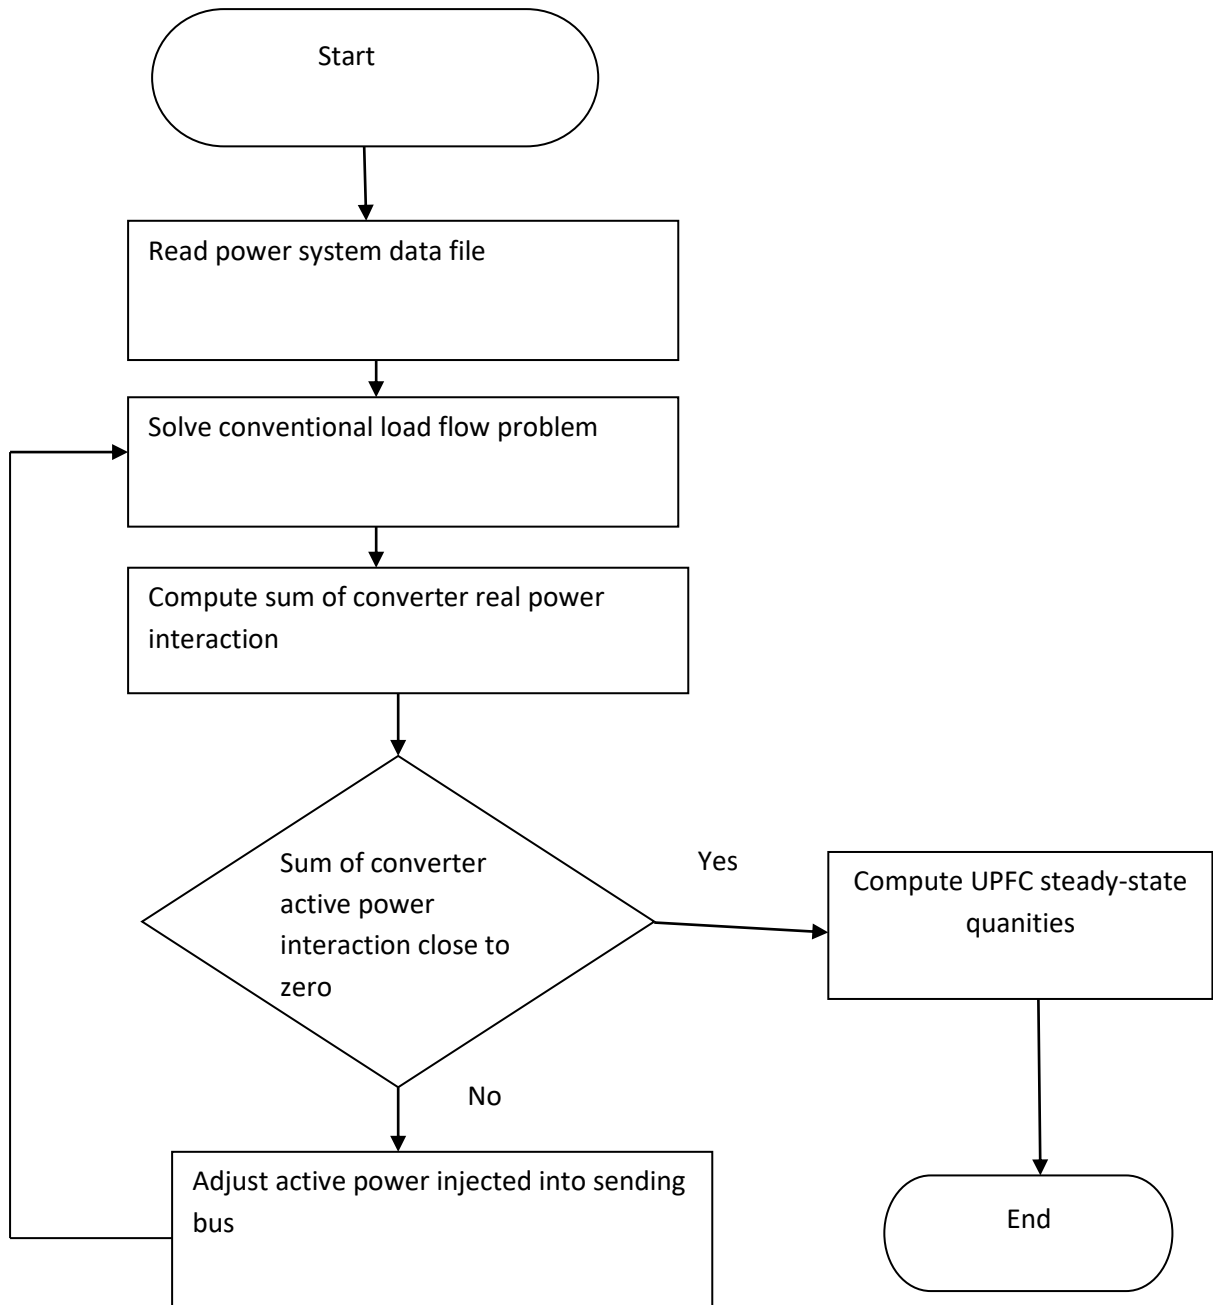 Start
Read power system data file
Solve conventional load flow problem
Compute sum of converter real power
interaction
Sum of converter
active power
interaction close to
zero
Yes
Compute UPFC steady-state
quanities
No
Adjust active power injected into sending
bus
End